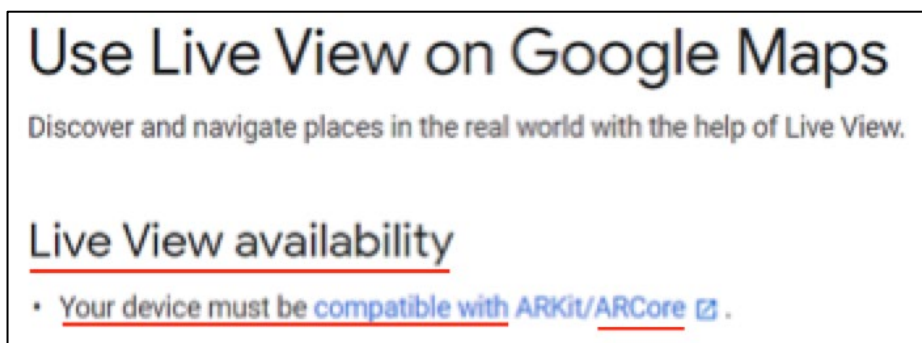 Use Live View on Google Maps
Discover and navigate places in the real world with the help of Live View.
Live View availability
• Your device must be compatible with ARKit/ARCore .